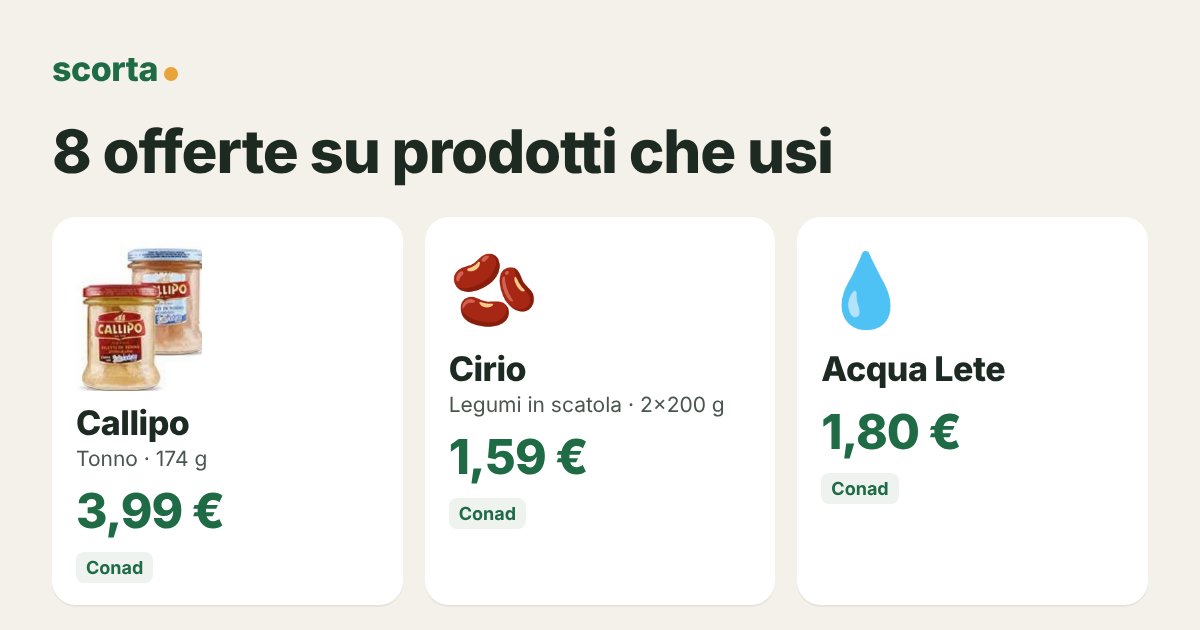 scorta
8 offerte su prodotti che usi
CALLIPO
Callipo
Tonno · 174 g
3,99 €
Conad
Cirio
Legumi in scatola · 2×200 g
1,59 €
Conad
Acqua Lete
1,80 €
Conad